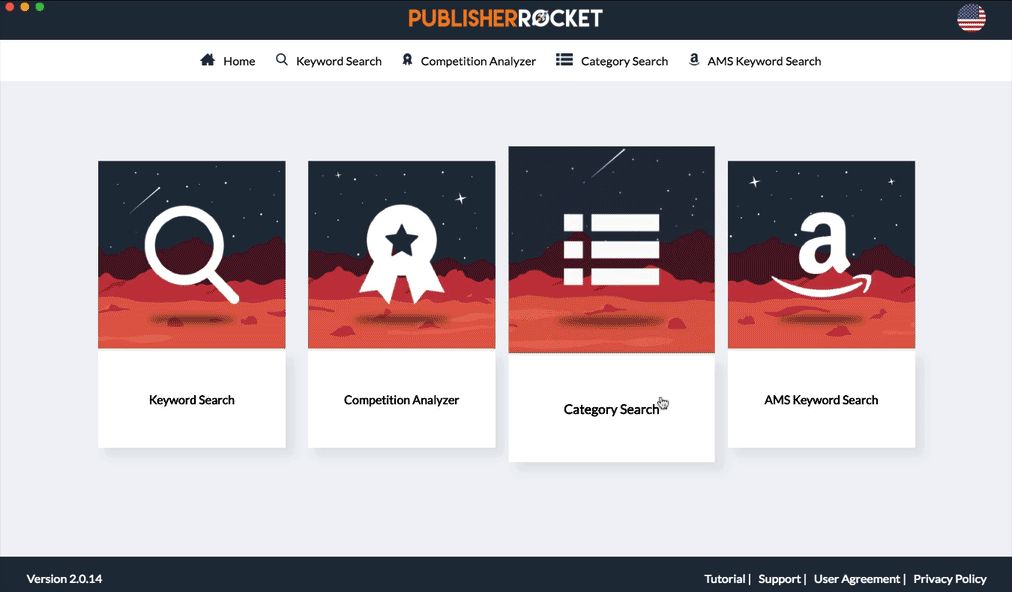 PUBLISHERROCKET
Home Keyword Search Competition Analyzer Category Search AMS Keyword Search
Keyword Search
Competition Analyzer
Category Search
AMS Keyword Search
Version 2.0.14
Tutorial | Support | User Agreement | Privacy Policy